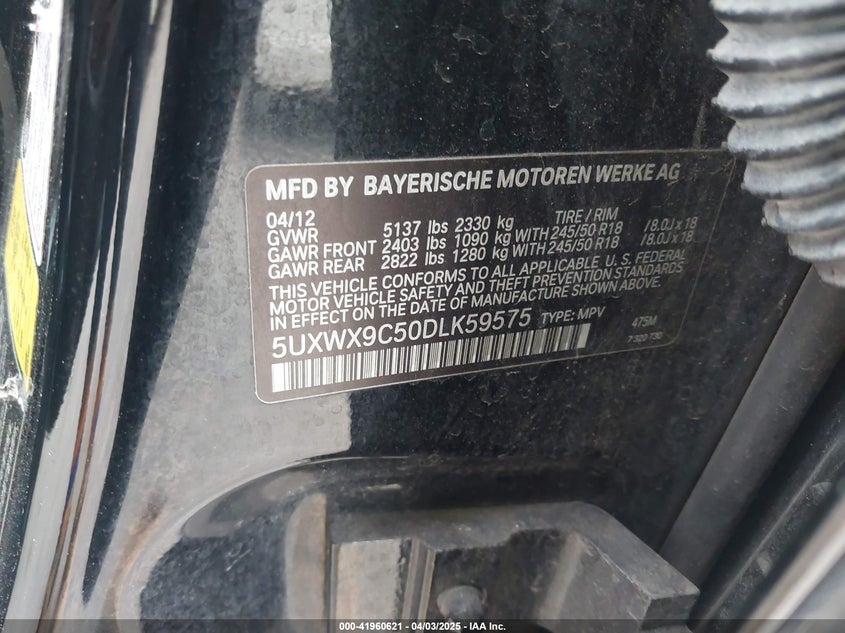 MFD BY BAYERISCHE MOTOREN WERKE AG
04/12 TIRE / RIM
GVWR 5137 lbs 2330 kg
GAWR FRONT 2403 lbs 1090 kg WITH 245/50 R18 / 8.0J x 18
GAWR REAR 2822 lbs 1280 kg WITH 245/50 R18 / 8.0J x 18
THIS VEHICLE CONFORMS TO ALL APPLICABLE U. S. FEDERAL
MOTOR VEHICLE SAFETY AND THEFT PREVENTION STANDARDS
IN EFFECT ON THE DATE OF MANUFACTURE SHOWN ABOVE.
5UXWX9C50DLK59575 TYPE: MPV 475M
7 320 730
000-41960621 - 04/03/2025 - IAA Inc.